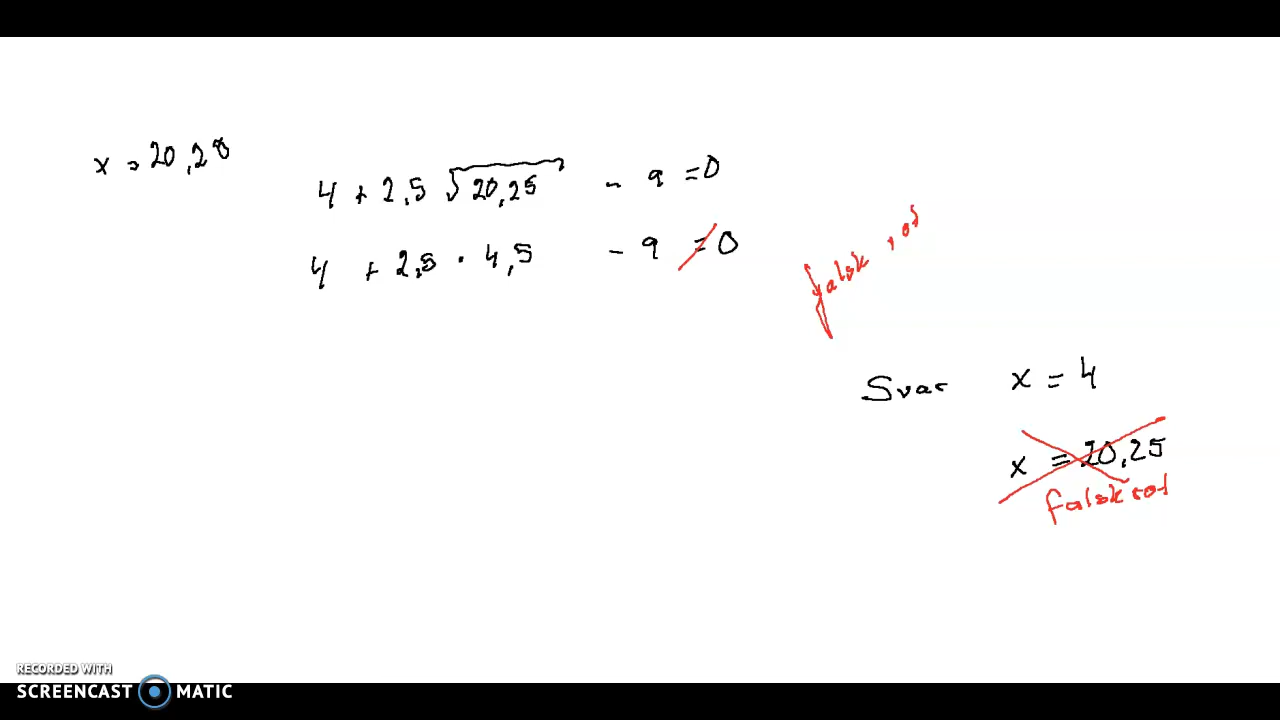 x = 20,28
4 + 2,5 √20,25 - 9 = 0
4 + 2,5 · 4,5 - 9 ≠ 0
falsk rot
Svar x = 4
x = 20,25
falsk rot
RECORDED WITH
SCREENCAST MATIC